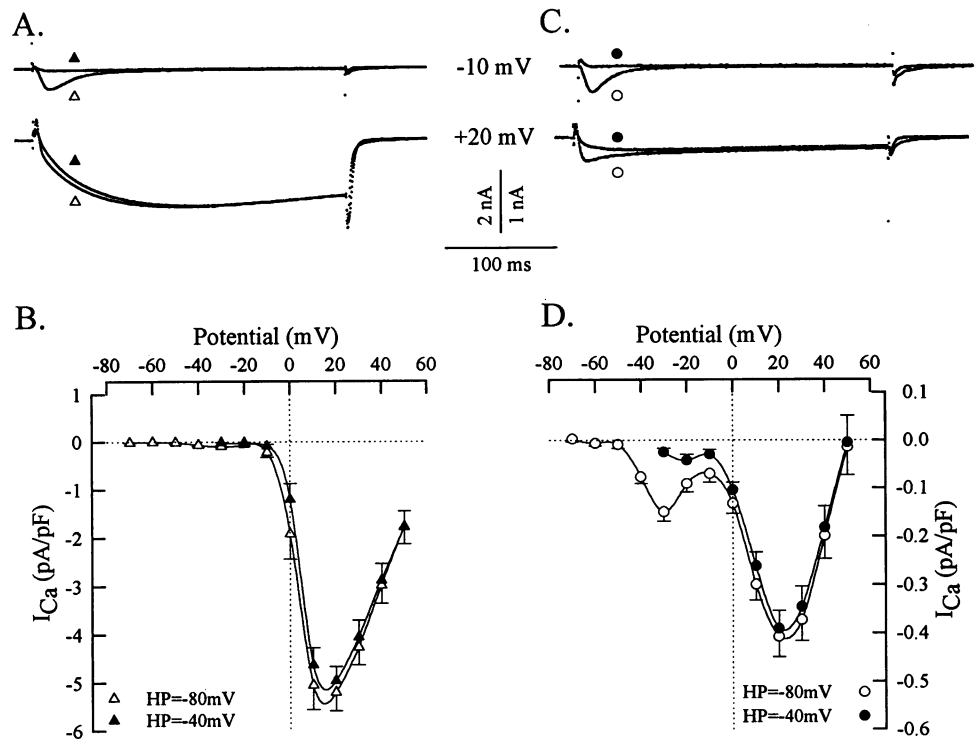 A.
C.
-10 mV
+20 mV
2 nA
1 nA
100 ms
B.
Potential (mV)
-80 -60 -40 -20 0 20 40 60
1
0
-1
-2
-3
-4
-5
-6
ICa (pA/pF)
HP=-80mV
HP=-40mV
D.
Potential (mV)
-80 -60 -40 -20 0 20 40 60
0.1
0.0
-0.1
-0.2
-0.3
-0.4
-0.5
-0.6
ICa (pA/pF)
HP=-80mV
HP=-40mV